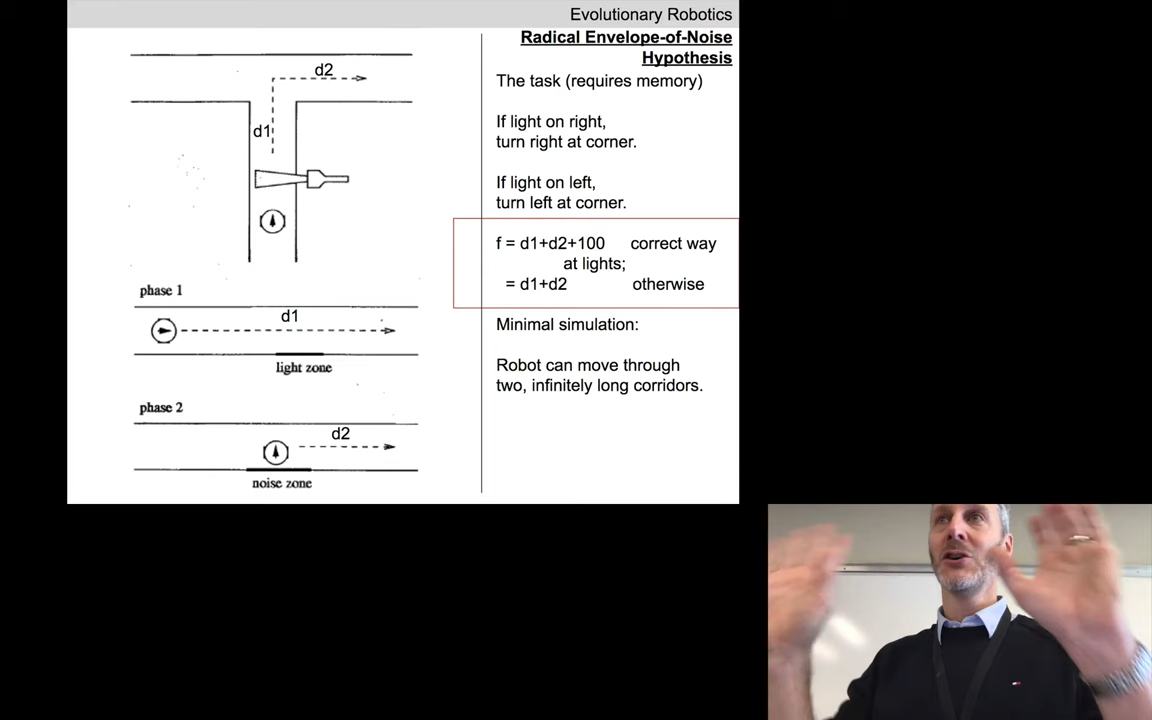 Evolutionary Robotics
Radical Envelope-of-Noise
Hypothesis
d2
d1
phase 1
d1
light zone
phase 2
d2
noise zone
The task (requires memory)
If light on right,
turn right at corner.
If light on left,
turn left at corner.
f = d1+d2+100 correct way
at lights;
= d1+d2 otherwise
Minimal simulation:
Robot can move through
two, infinitely long corridors.